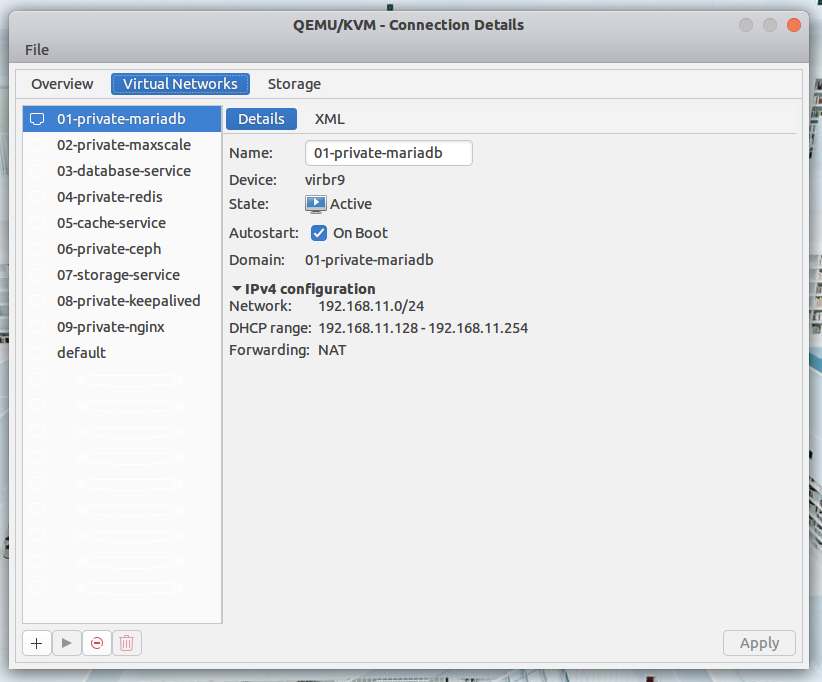 QEMU/KVM - Connection Details
File
Overview Virtual Networks Storage
01-private-mariadb
02-private-maxscale
03-database-service
04-private-redis
05-cache-service
06-private-ceph
07-storage-service
08-private-keepalived
09-private-nginx
default
Details XML
Name: 01-private-mariadb
Device: virbr9
State: Active
Autostart: On Boot
Domain: 01-private-mariadb
IPv4 configuration
Network: 192.168.11.0/24
DHCP range: 192.168.11.128 - 192.168.11.254
Forwarding: NAT
Apply